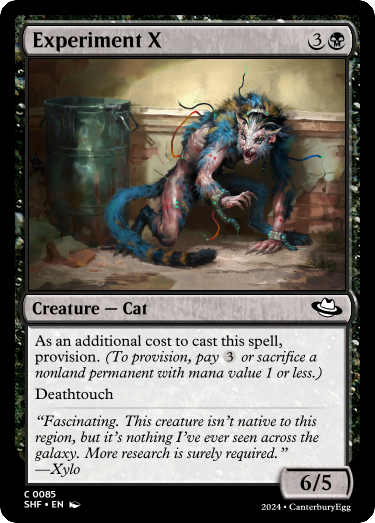 Experiment X 3
Creature — Cat
As an additional cost to cast this spell,
provision. (To provision, pay 3 or sacrifice a
nonland permanent with mana value 1 or less.)
Deathtouch
“Fascinating. This creature isn't native to this
region, but it's nothing I've ever seen across the
galaxy. More research is surely required.”
—Xylo
6/5
C 0085
SHF • EN
2024 • CanterburyEgg